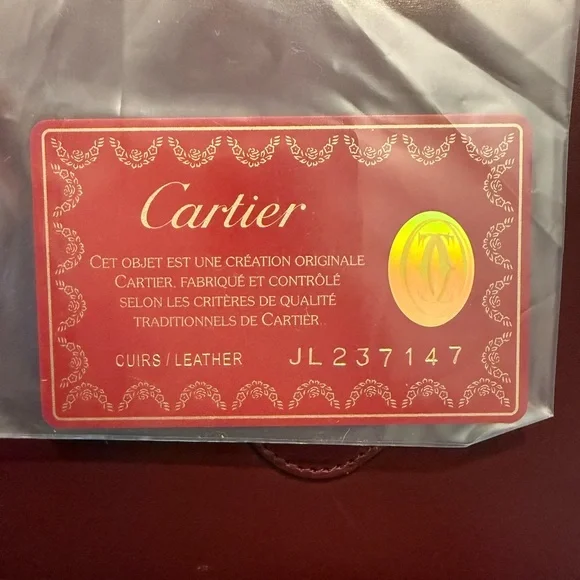 Cartier
CET OBJET EST UNE CRÉATION ORIGINALE
CARTIER, FABRIQUÉ ET CONTRÔLÉ
SELON LES CRITÈRES DE QUALITÉ
TRADITIONNELS DE CARTIER.
CUIRS / LEATHER JL237147